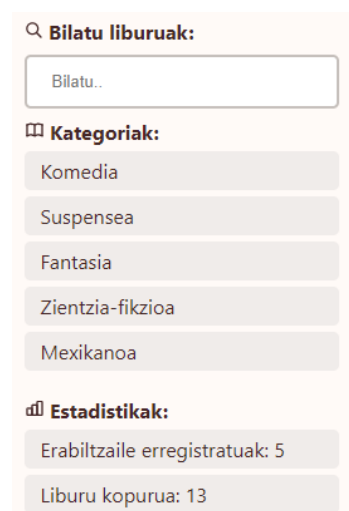 Bilatu liburuak:
Bilatu..
Kategoriak:
Komedia
Suspensea
Fantasia
Zientzia-fikzioa
Mexikanoa
Estadistikak:
Erabiltzaile erregistratuak: 5
Liburu kopurua: 13